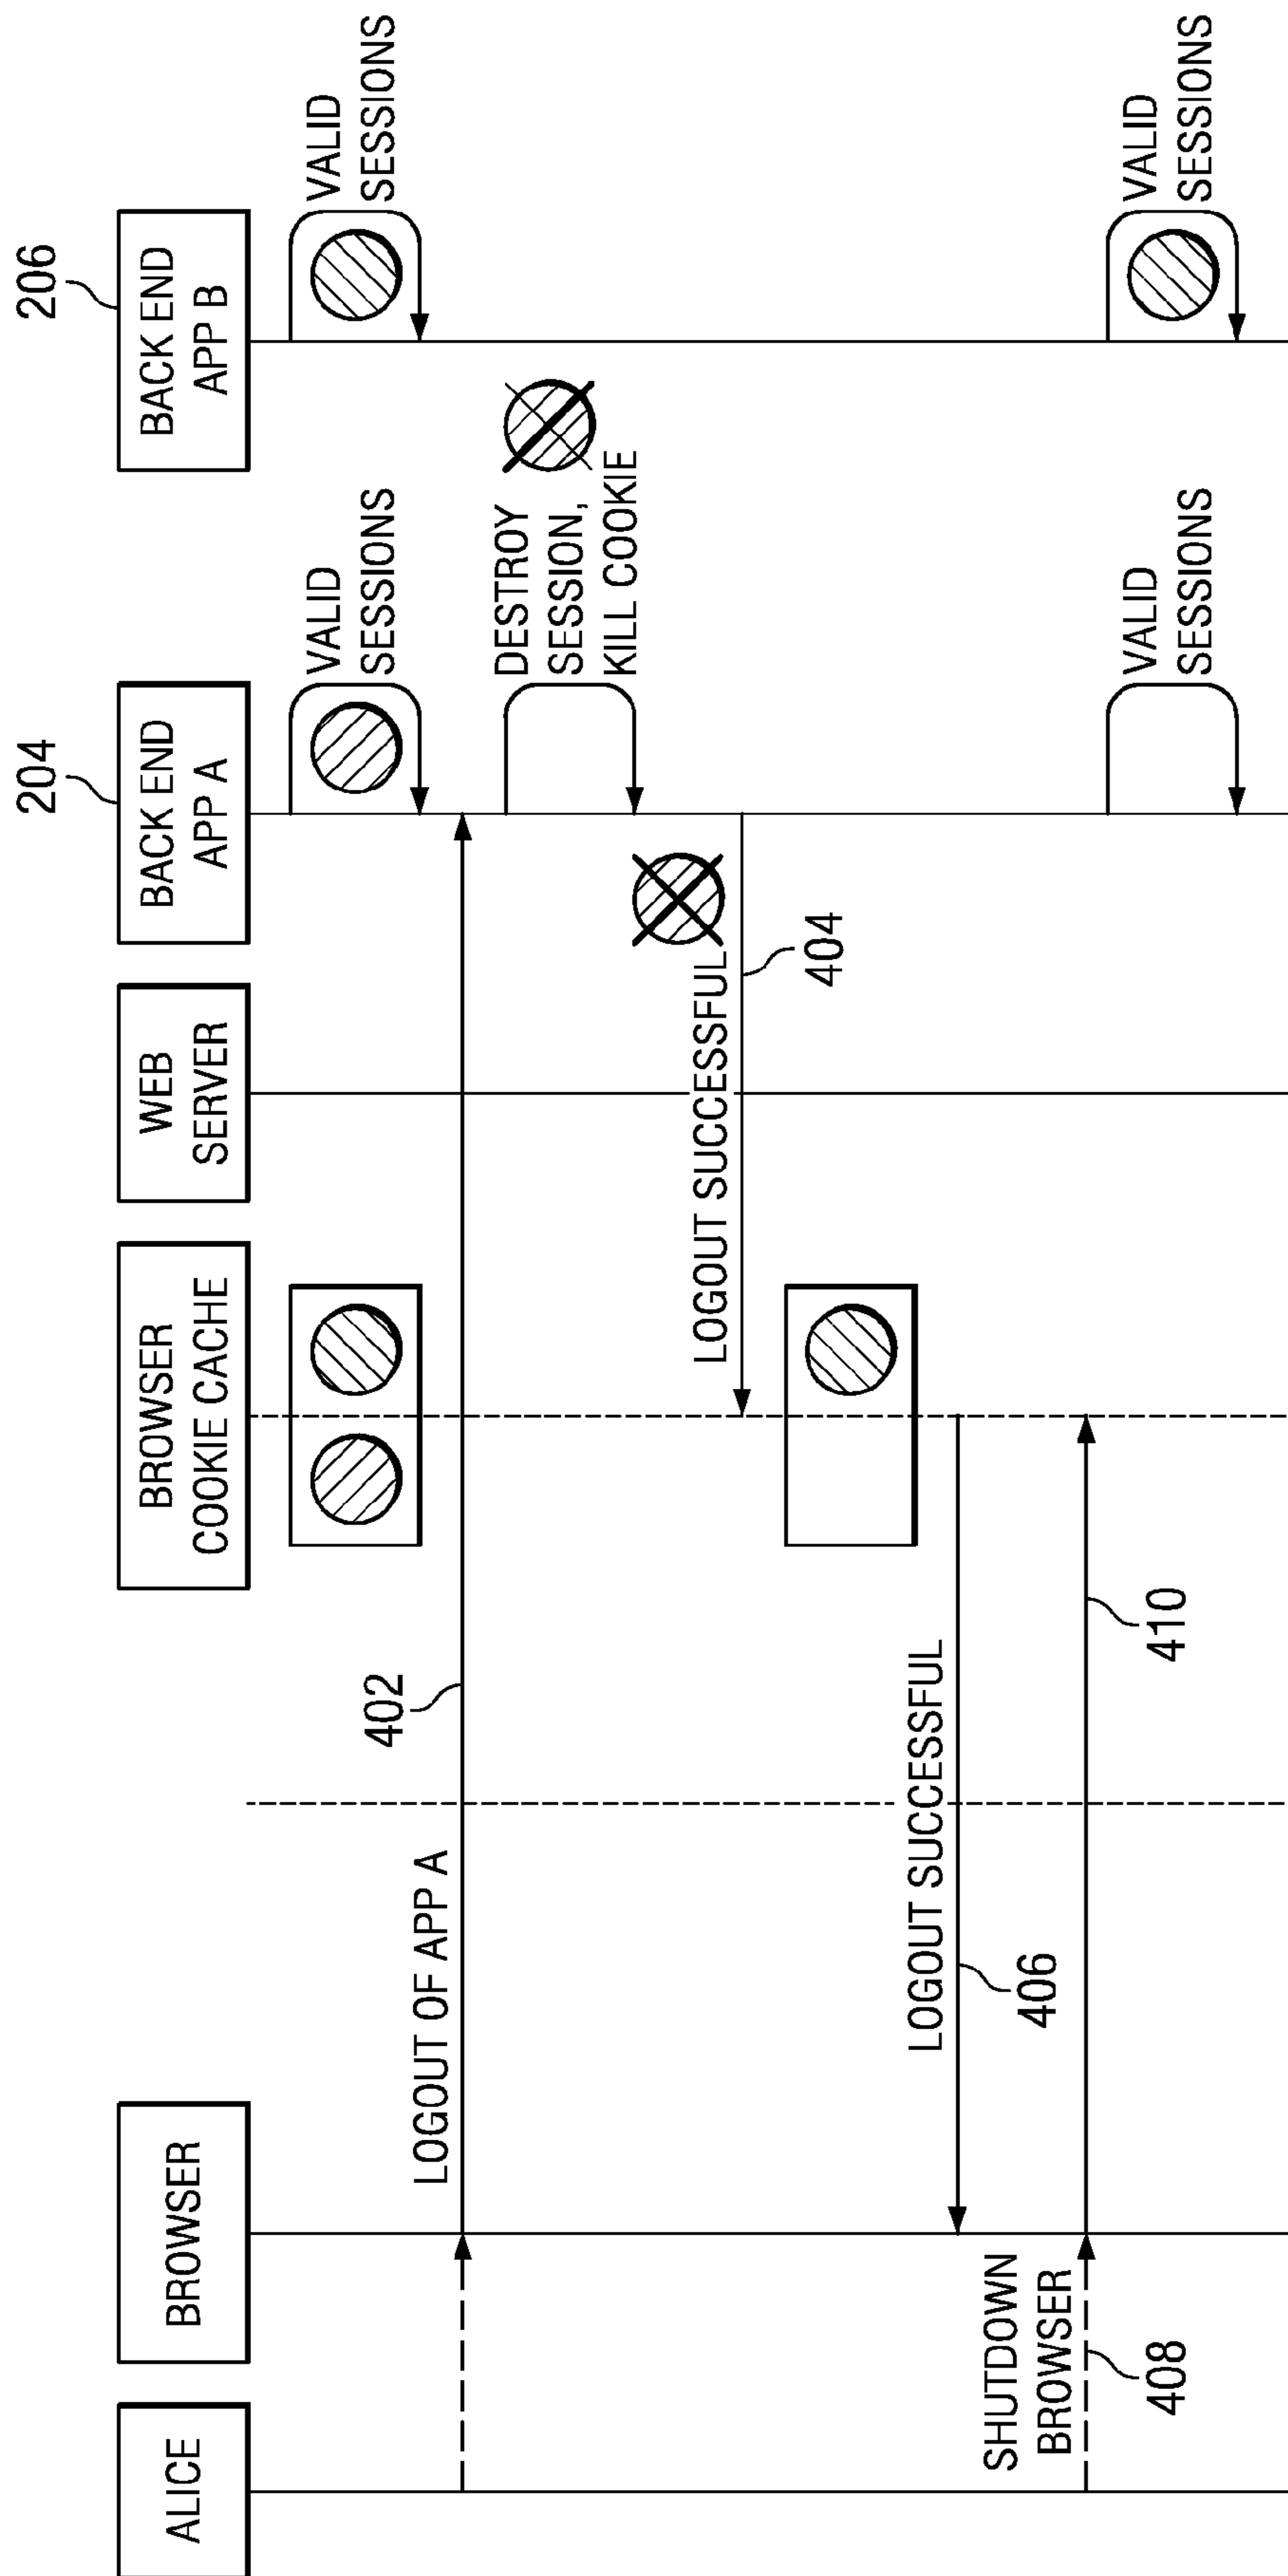 ALICE
BROWSER
BROWSER
COOKIE CACHE
WEB
SERVER
204
BACK END
APP A
206
BACK END
APP B
VALID
SESSIONS
VALID
SESSIONS
402
LOGOUT OF APP A
DESTROY
SESSION,
KILL COOKIE
LOGOUT SUCCESSFUL
404
LOGOUT SUCCESSFUL
406
SHUTDOWN
BROWSER
408
410
VALID
SESSIONS
VALID
SESSIONS